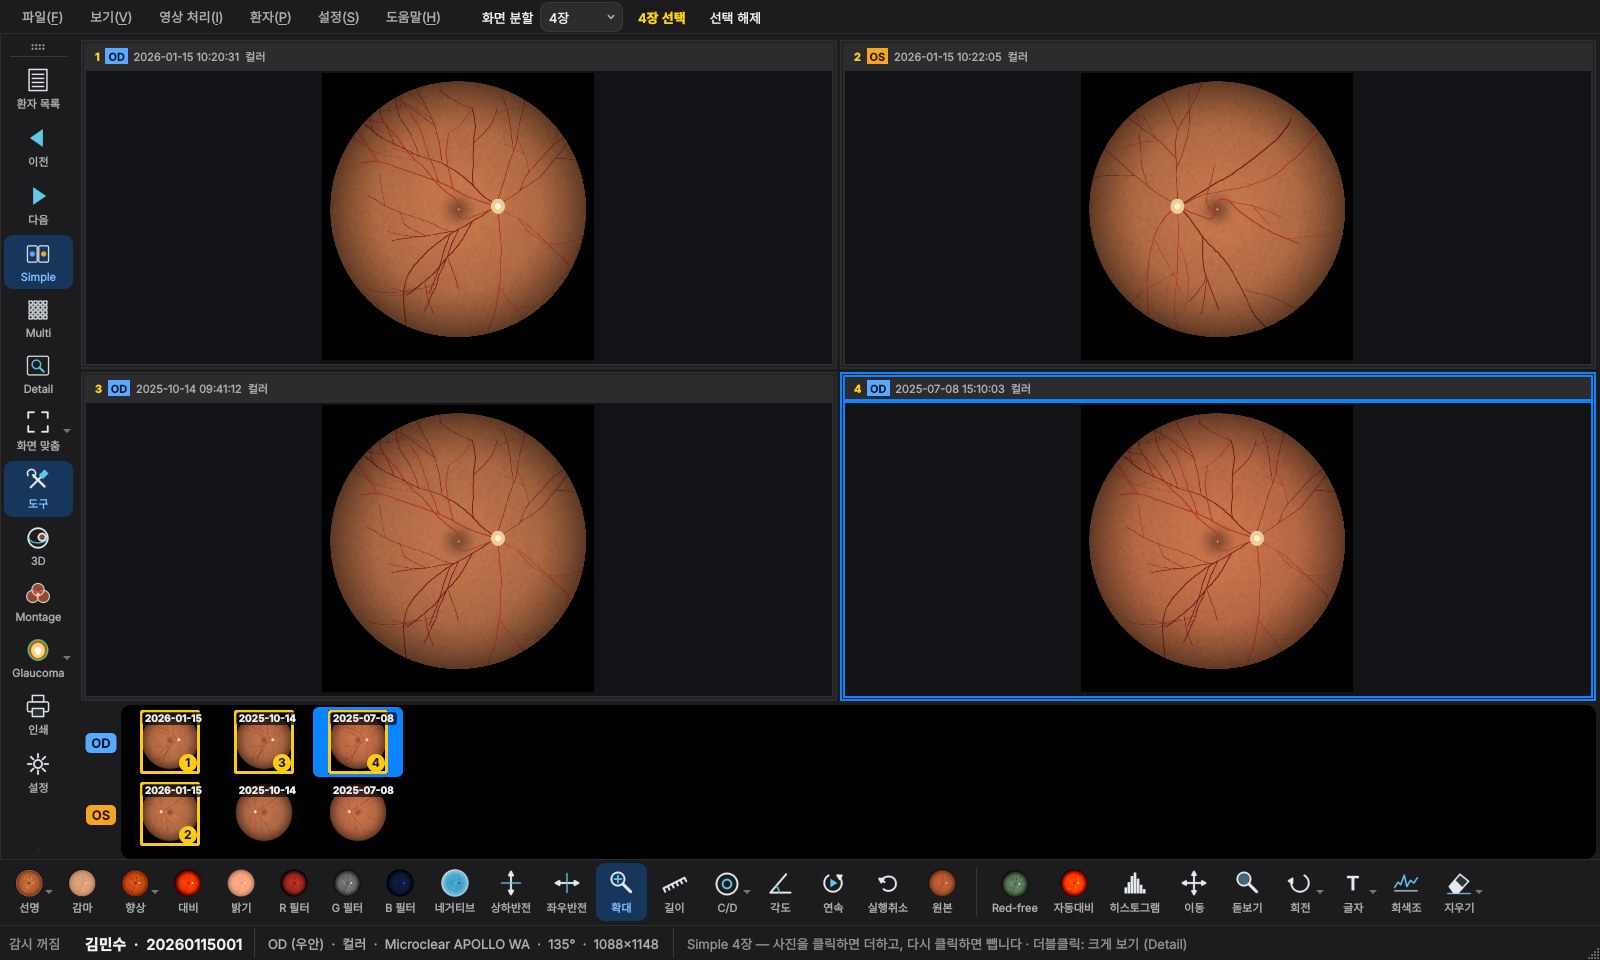 파일(F) 보기(V) 영상 처리(I) 환자(P) 설정(S) 도움말(H) 화면 분할 4장 4장 선택 선택 해제
환자 목록
이전
다음
Simple
Multi
Detail
화면 맞춤
도구
3D
Montage
Glaucoma
인쇄
설정
1 OD 2026-01-15 10:20:31 컬러
2 OS 2026-01-15 10:22:05 컬러
3 OD 2025-10-14 09:41:12 컬러
4 OD 2025-07-08 15:10:03 컬러
OD 2026-01-15 2025-10-14 2025-07-08
1 3 4
OS 2026-01-15 2025-10-14 2025-07-08
2
선명 감마 향상 대비 밝기 R 필터 G 필터 B 필터 네거티브 상하반전 좌우반전 확대 길이 C/D 각도 연속 실행취소 원본 Red-free 자동대비 히스토그램 이동 돋보기 회전 글자 회색조 지우기
감시 꺼짐 김민수 · 20260115001 OD (우안) · 컬러 · Microclear APOLLO WA · 135° · 1088×1148 Simple 4장 — 사진을 클릭하면 더하고, 다시 클릭하면 뺍니다 · 더블클릭: 크게 보기 (Detail)